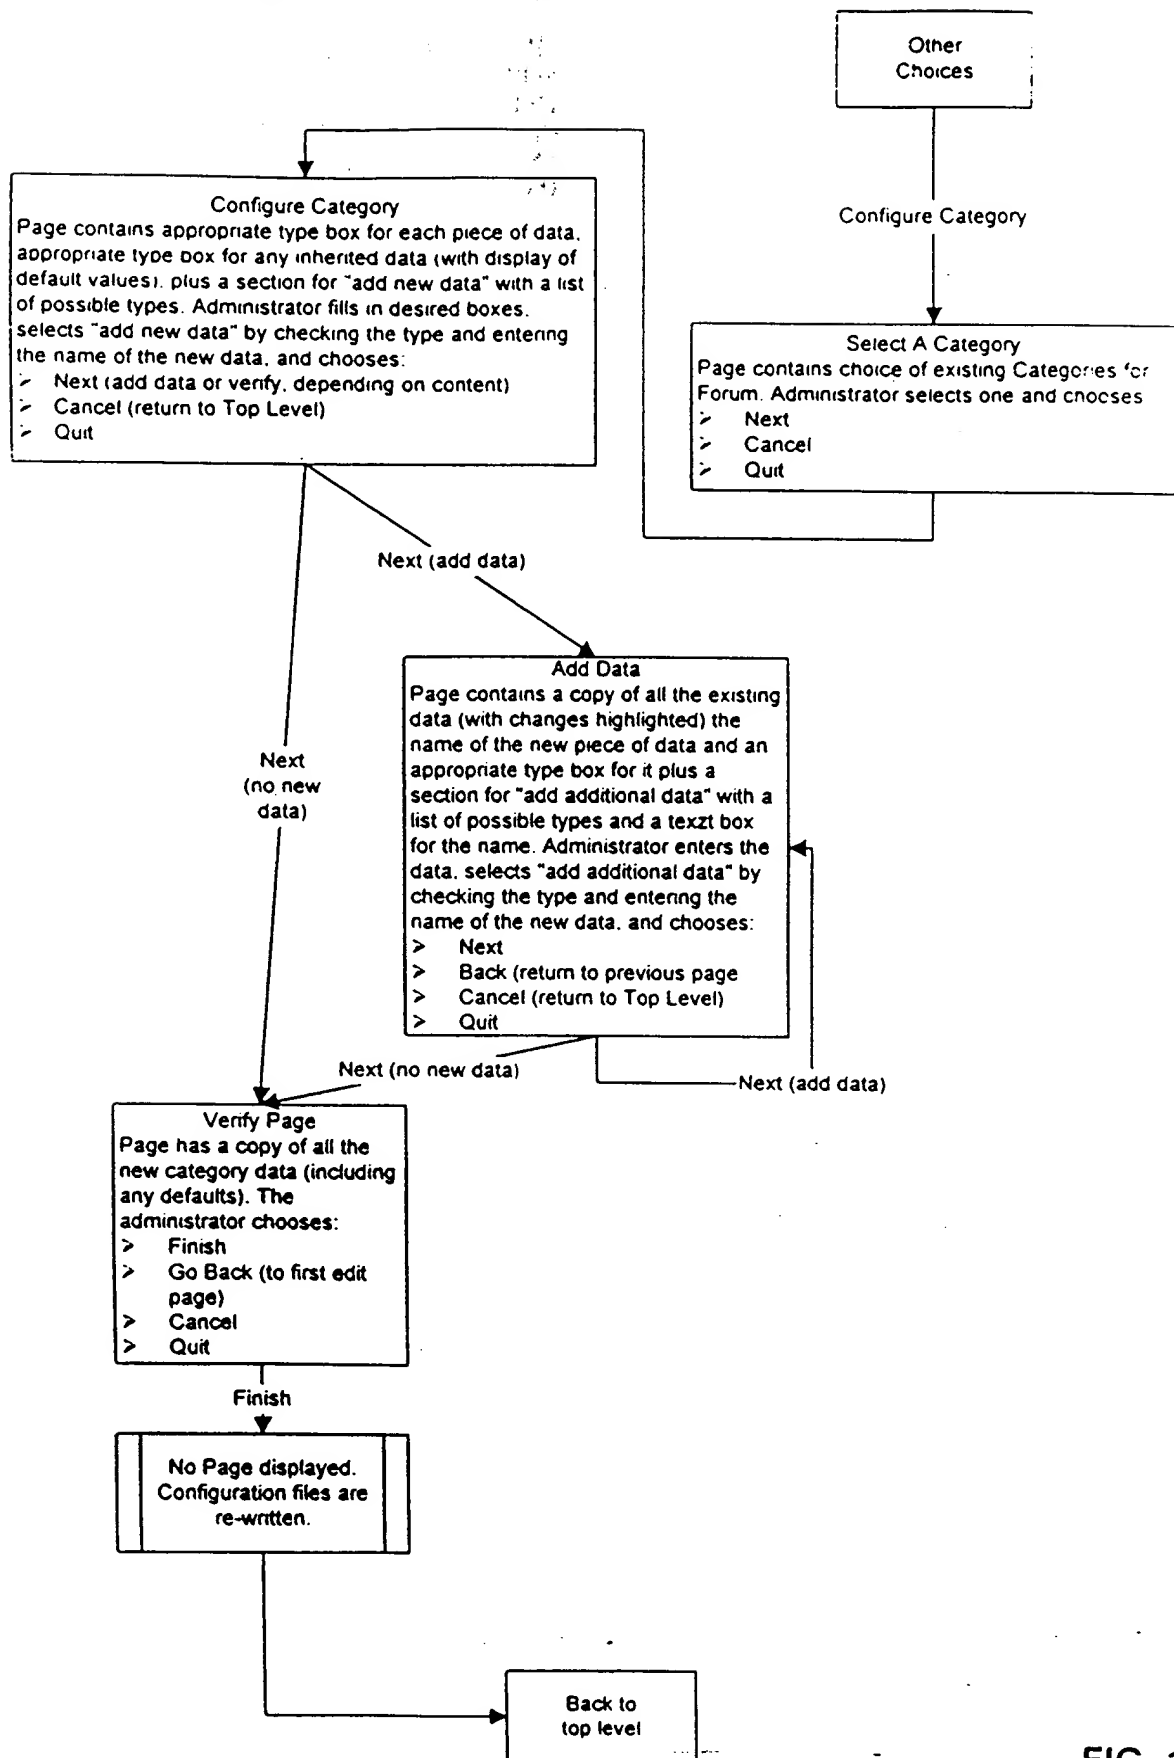 Other
Choices
Configure Category
Configure Category
Page contains appropriate type box for each piece of data,
appropriate type box for any inherited data (with display of
default values), plus a section for "add new data" with a list
of possible types. Administrator fills in desired boxes,
selects "add new data" by checking the type and entering
the name of the new data, and chooses:
➢ Next (add data or verify, depending on content)
➢ Cancel (return to Top Level)
➢ Quit
Select A Category
Page contains choice of existing Categories for
Forum. Administrator selects one and chooses
➢ Next
➢ Cancel
➢ Quit
Next (add data)
Next
(no new
data)
Add Data
Page contains a copy of all the existing
data (with changes highlighted) the
name of the new piece of data and an
appropriate type box for it plus a
section for "add additional data" with a
list of possible types and a texzt box
for the name. Administrator enters the
data, selects "add additional data" by
checking the type and entering the
name of the new data, and chooses:
➢ Next
➢ Back (return to previous page
➢ Cancel (return to Top Level)
➢ Quit
Next (no new data)
Next (add data)
Verify Page
Page has a copy of all the
new category data (including
any defaults). The
administrator chooses:
➢ Finish
➢ Go Back (to first edit
page)
➢ Cancel
➢ Quit
Finish
No Page displayed.
Configuration files are
re-written.
Back to
top level